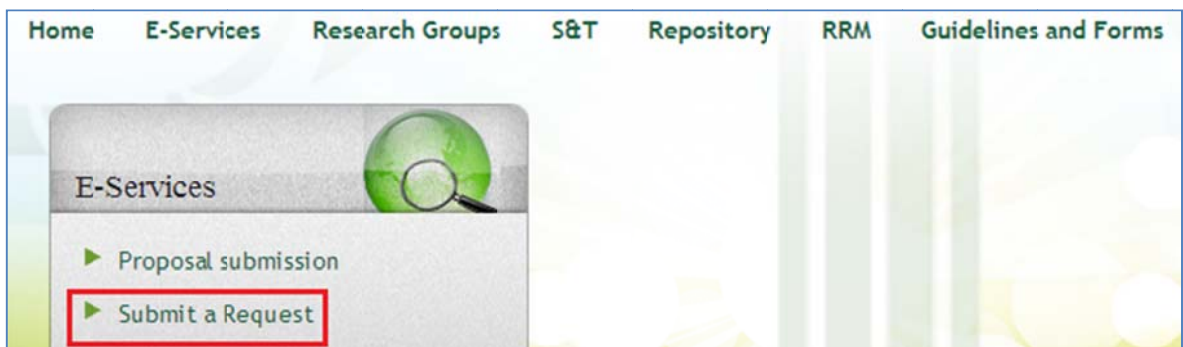 Home E-Services Research Groups S&T Repository RRM Guidelines and Forms
E-Services
Proposal submission
Submit a Request